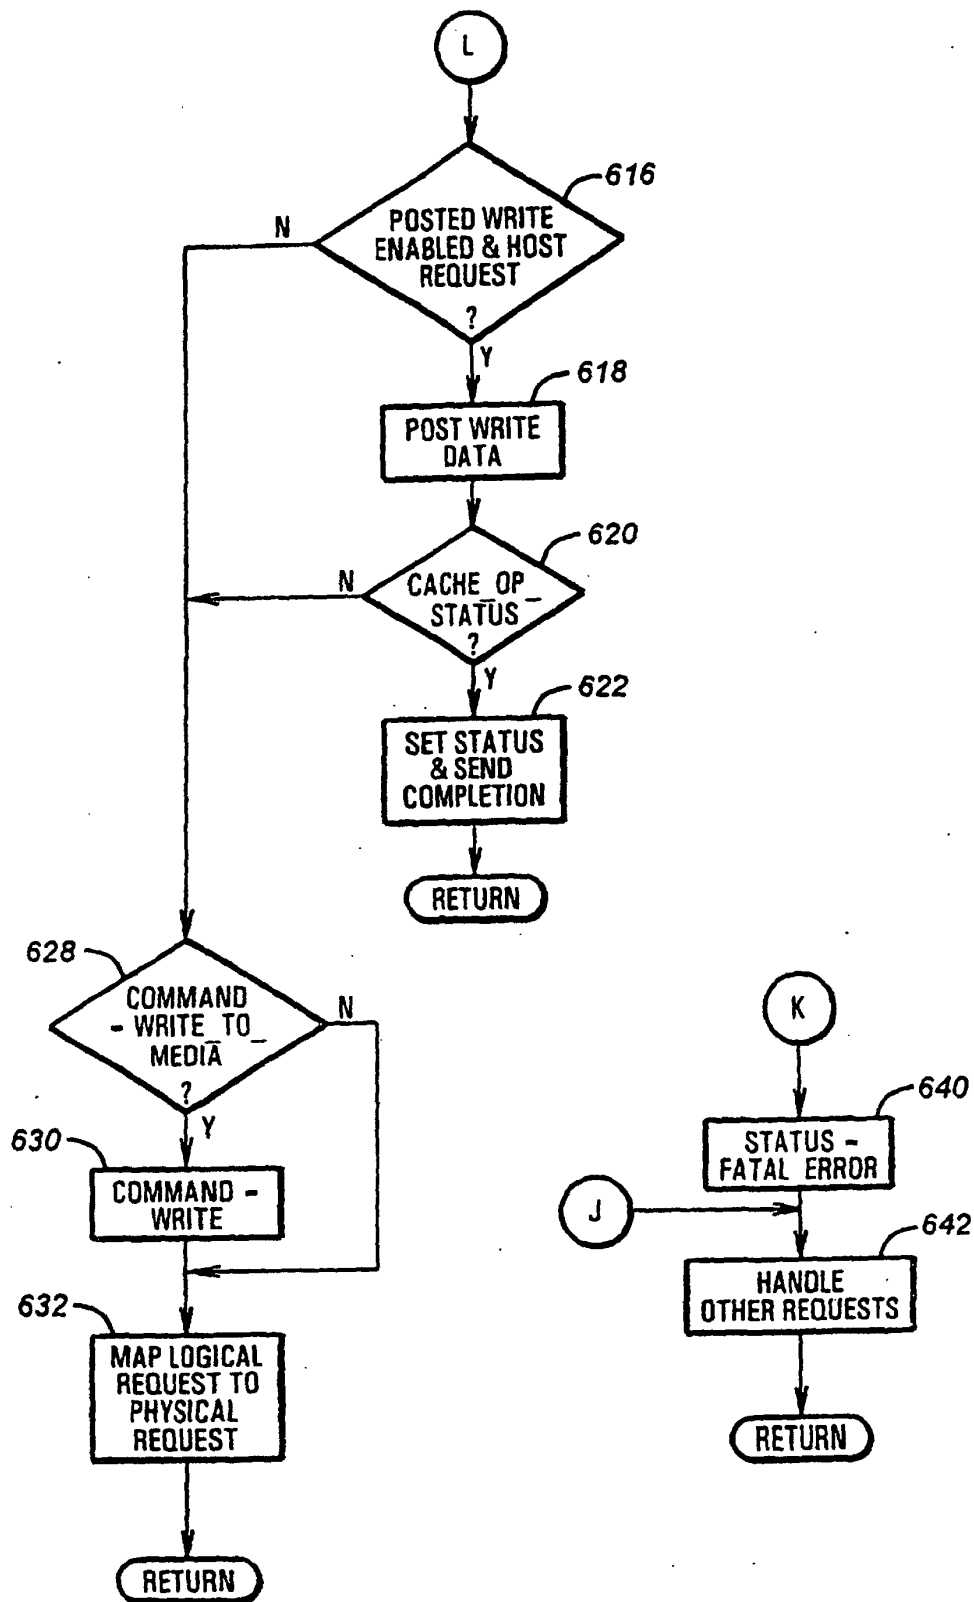 L
616
POSTED WRITE
ENABLED & HOST
REQUEST
?
N
Y
618
POST WRITE
DATA
620
CACHE_OP_
STATUS
?
N
Y
622
SET STATUS
& SEND
COMPLETION
RETURN
628
COMMAND
- WRITE_TO_
MEDIA
?
N
Y
630
COMMAND -
WRITE
632
MAP LOGICAL
REQUEST TO
PHYSICAL
REQUEST
RETURN
K
640
STATUS -
FATAL ERROR
J
642
HANDLE
OTHER REQUESTS
RETURN